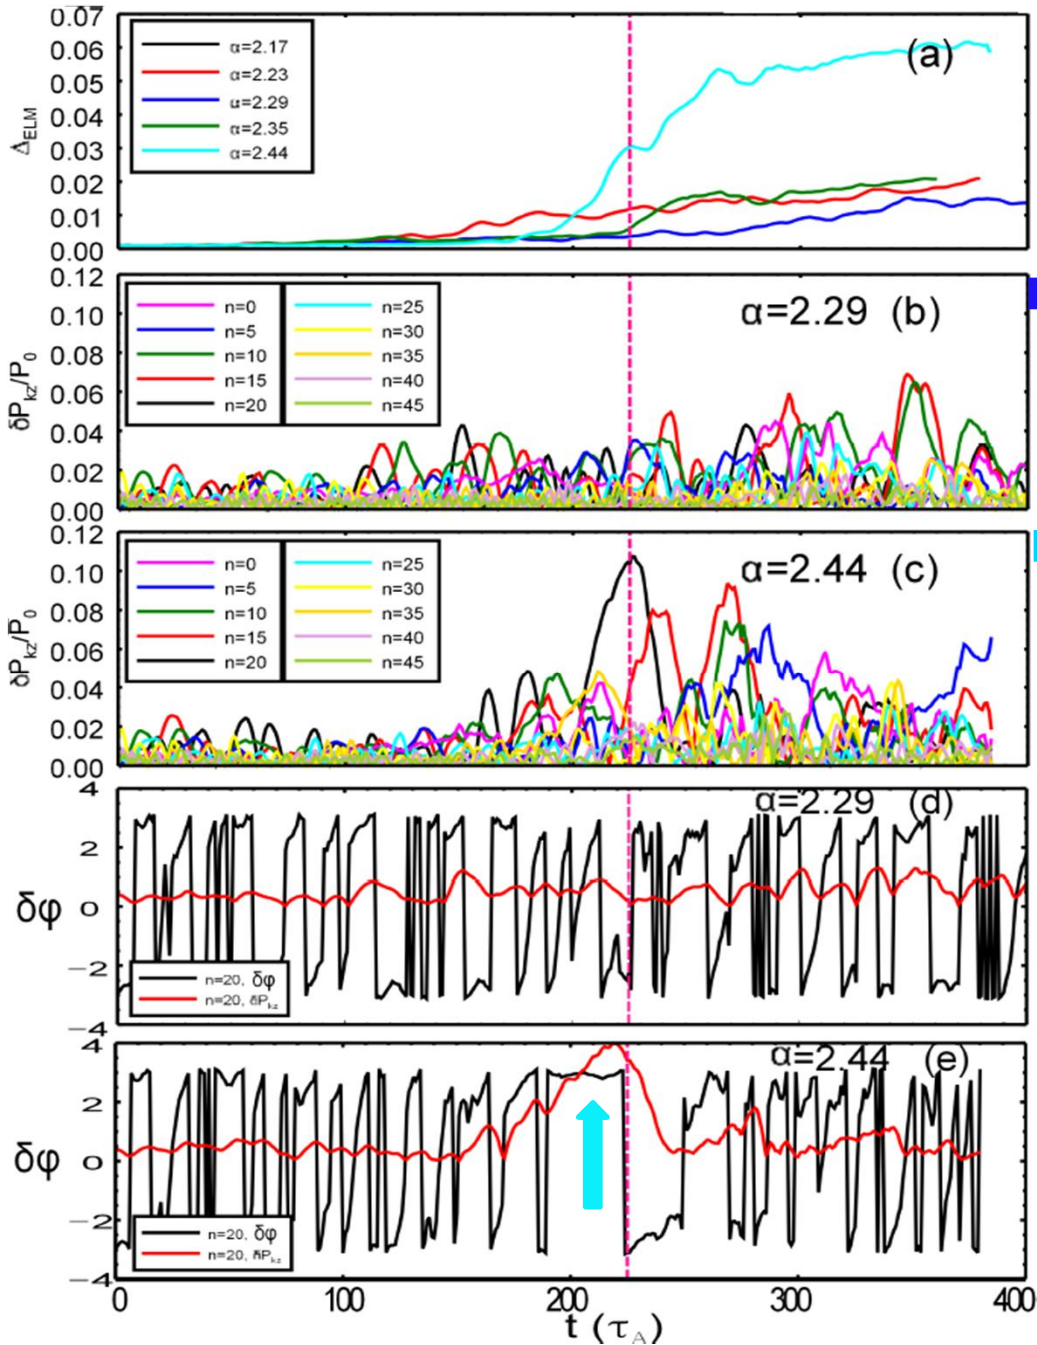 0.07
0.06
0.05
0.04
0.03
0.02
0.01
0.00
Δ_ELM
α=2.17
α=2.23
α=2.29
α=2.35
α=2.44
(a)
0.12
0.10
0.08
0.06
0.04
0.02
0.00
δP_kz/P_0
n=0 n=25
n=5 n=30
n=10 n=35
n=15 n=40
n=20 n=45
α=2.29 (b)
0.12
0.10
0.08
0.06
0.04
0.02
0.00
δP_kz/P_0
n=0 n=25
n=5 n=30
n=10 n=35
n=15 n=40
n=20 n=45
α=2.44 (c)
4
2
0
−2
−4
δφ
α=2.29 (d)
n=20, δφ
n=20, δP_kz
4
2
0
−2
−4
δφ
α=2.44 (e)
n=20, δφ
n=20, δP_kz
0 100 200 300 400
t (τ_A)